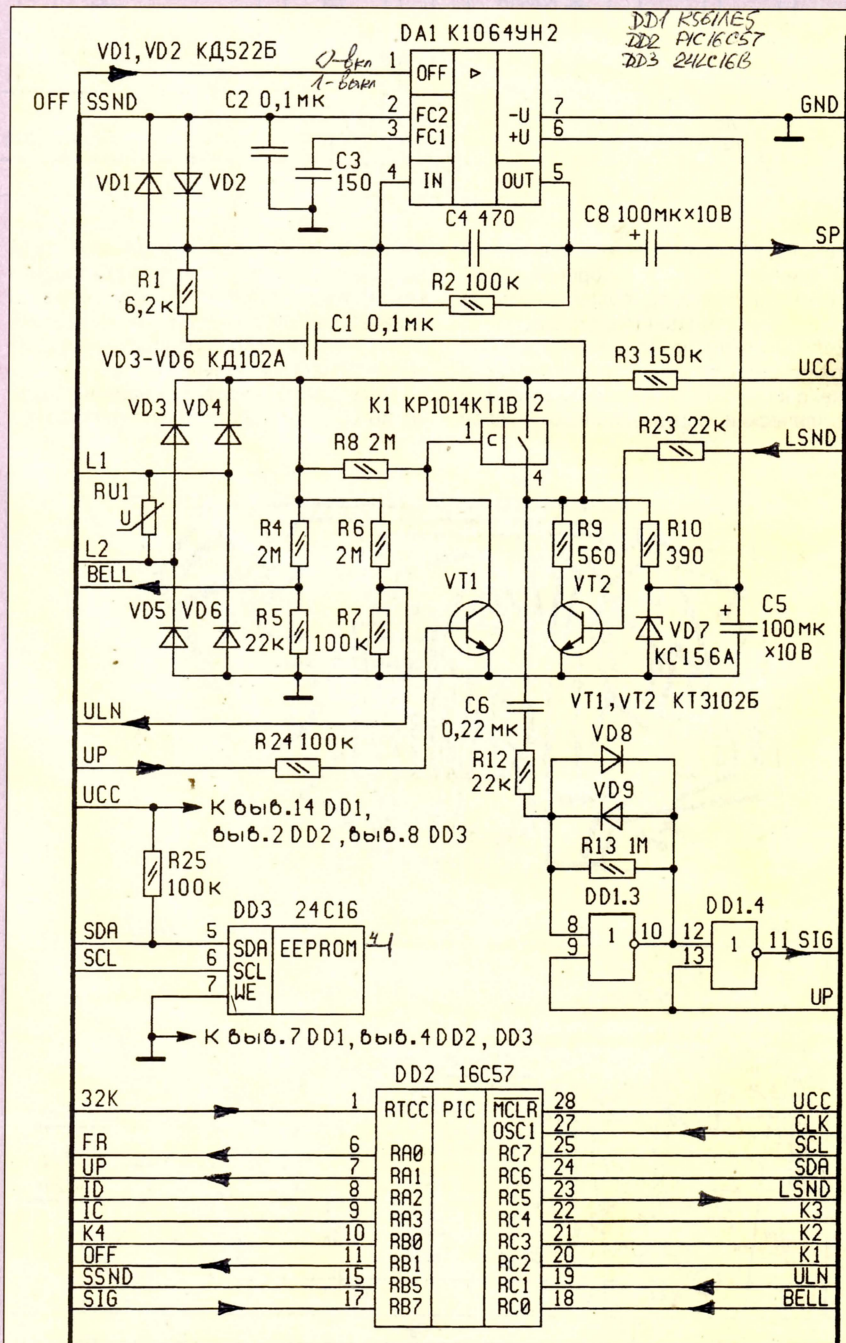 DD1 K561ЛE5
DD2 PIC16C57
DD3 24LC16B
DA1 К1064УН2
VD1,VD2 КД522Б
0-вкл
1-выкл
1
OFF
OFF SSND
C2 0,1мк
2
FC2
-U
7
GND
3
FC1
+U
6
VD1
VD2
C3
150
4
IN
OUT
5
C4 470
C8 100мк×10В
+
SP
R1
6,2к
R2 100к
C1 0,1мк
VD3-VD6 КД102А
R3 150к
UCC
VD3
VD4
K1 КР1014КТ1В
2
1
C
R23 22к
LSND
R8 2М
L1
4
RU1
U
R4
2М
R6
2М
R9
560
R10
390
L2
BELL
VT1
VT2
VD5
VD6
R5
22к
R7
100к
VD7
КС156А
+
C5
100мк
×10В
C6
0,22мк
VT1,VT2 КТ3102Б
ULN
R24 100к
VD8
UP
R12
22к
VD9
UCC
К выв.14 DD1,
выв.2 DD2,выв.8 DD3
R13 1М
R25
100к
DD1.3
DD1.4
DD3 24С16
SDA
5
SDA
EEPROM
4
8
1
10
12
1
11
SIG
SCL
6
SCL
9
13
7
WE
UP
К выв.7 DD1,выв.4 DD2, DD3
DD2 16С57
32K
1
RTCC
PIC
MCLR
28
UCC
OSC1
27
CLK
FR
6
RA0
RC7
25
SCL
UP
7
RA1
RC6
24
SDA
ID
8
RA2
RC5
23
LSND
IC
9
RA3
RC4
22
K3
K4
10
RB0
RC3
21
K2
OFF
11
RB1
RC2
20
K1
SSND
15
RB5
RC1
19
ULN
SIG
17
RB7
RC0
18
BELL